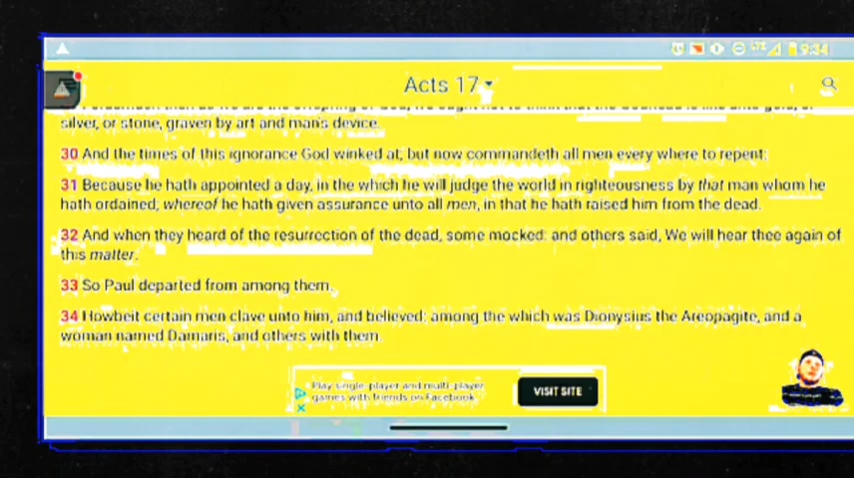 9:34
Acts 17
silver, or stone, graven by art and man's device.
30 And the times of this ignorance God winked at; but now commandeth all men every where to repent:
31 Because he hath appointed a day, in the which he will judge the world in righteousness by that man whom he
hath ordained; whereof he hath given assurance unto all men, in that he hath raised him from the dead.
32 And when they heard of the resurrection of the dead, some mocked: and others said, We will hear thee again of
this matter.
33 So Paul departed from among them.
34 Howbeit certain men clave unto him, and believed: among the which was Dionysius the Areopagite, and a
woman named Damaris, and others with them.
Play single-player and multi-player
games with friends on Facebook
VISIT SITE